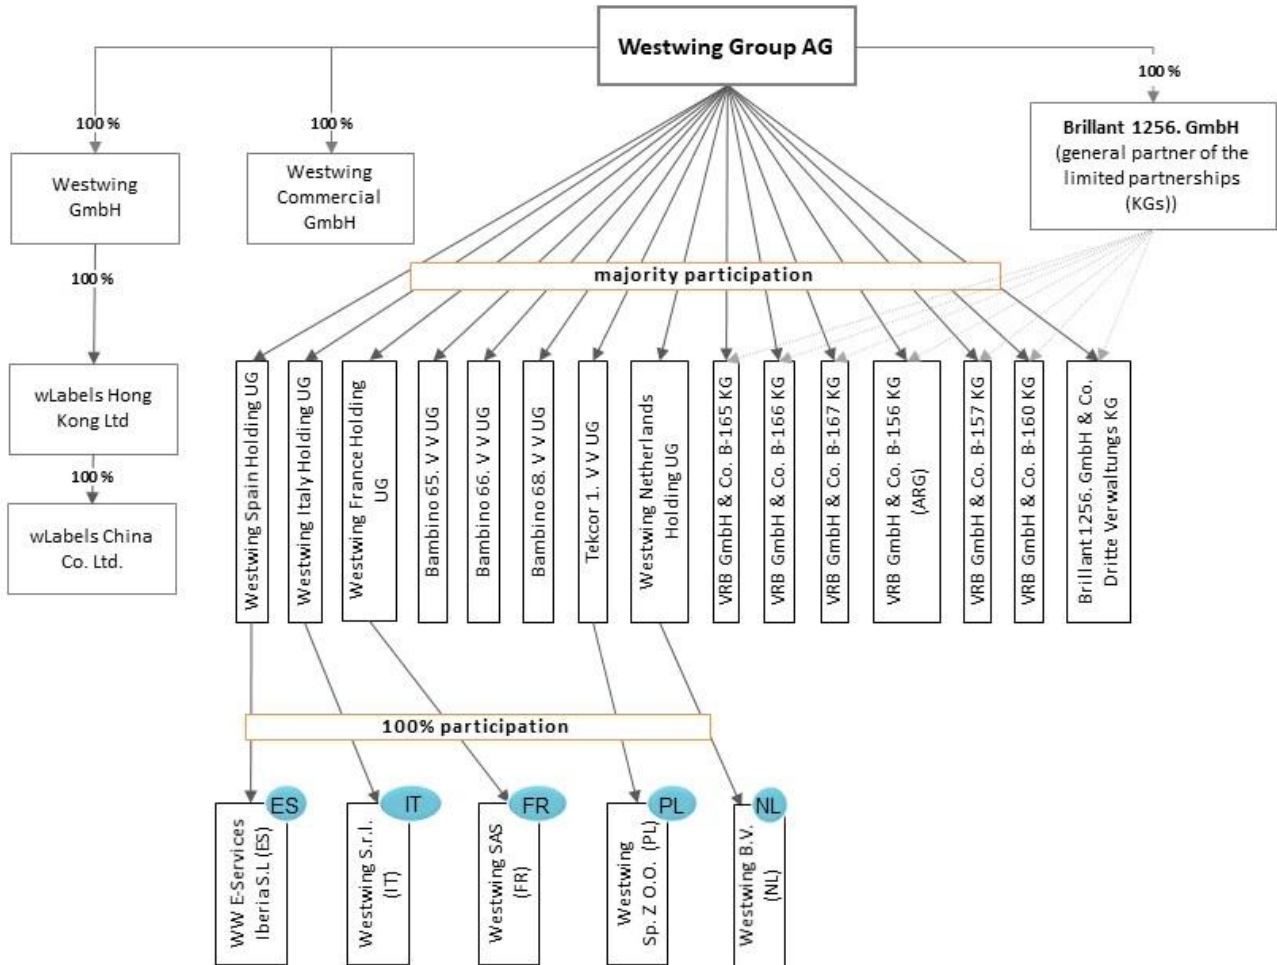 Westwing Group AG
100 %
100 %
100 %
Brillant 1256. GmbH
(general partner of the
limited partnerships
(KGs))
Westwing
GmbH
Westwing
Commercial
GmbH
100 %
majority participation
wLabels Hong
Kong Ltd
100 %
wLabels China
Co. Ltd.
Westwing Spain Holding UG
Westwing Italy Holding UG
Westwing France Holding
UG
Bambino 65. V V UG
Bambino 66. V V UG
Bambino 68. V V UG
Tekcor 1. V V UG
Westwing Netherlands
Holding UG
VRB GmbH & Co. B-165 KG
VRB GmbH & Co. B-166 KG
VRB GmbH & Co. B-167 KG
VRB GmbH & Co. B-156 KG
(ARG)
VRB GmbH & Co. B-157 KG
VRB GmbH & Co. B-160 KG
Brillant 1256. GmbH & Co.
Dritte Verwaltungs KG
100% participation
ES
IT
FR
PL
NL
WW E-Services
Iberia S.L (ES)
Westwing S.r.l.
(IT)
Westwing SAS
(FR)
Westwing
Sp. Z O.O. (PL)
Westwing B.V.
(NL)